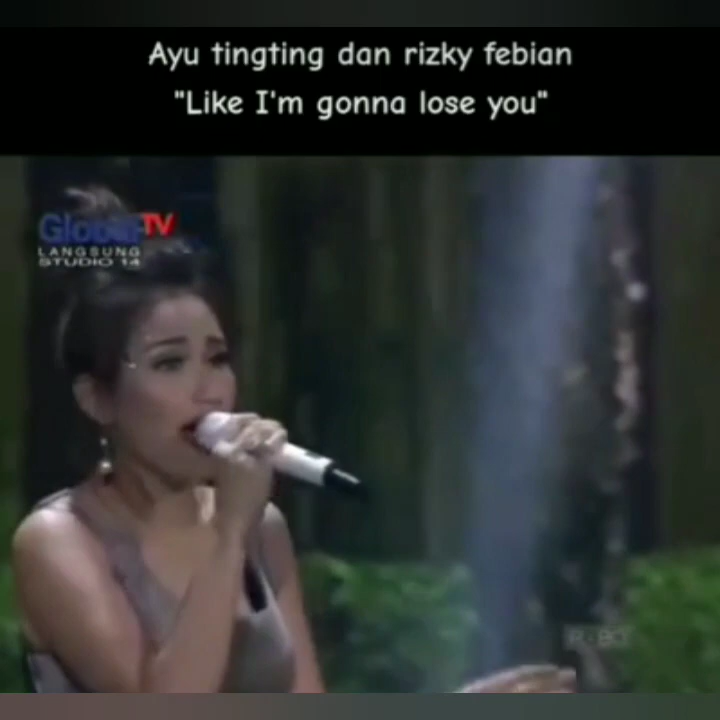 Ayu tingting dan rizky febian
"Like I'm gonna lose you"
GlobalTV
LANGSUNG
STUDIO 14